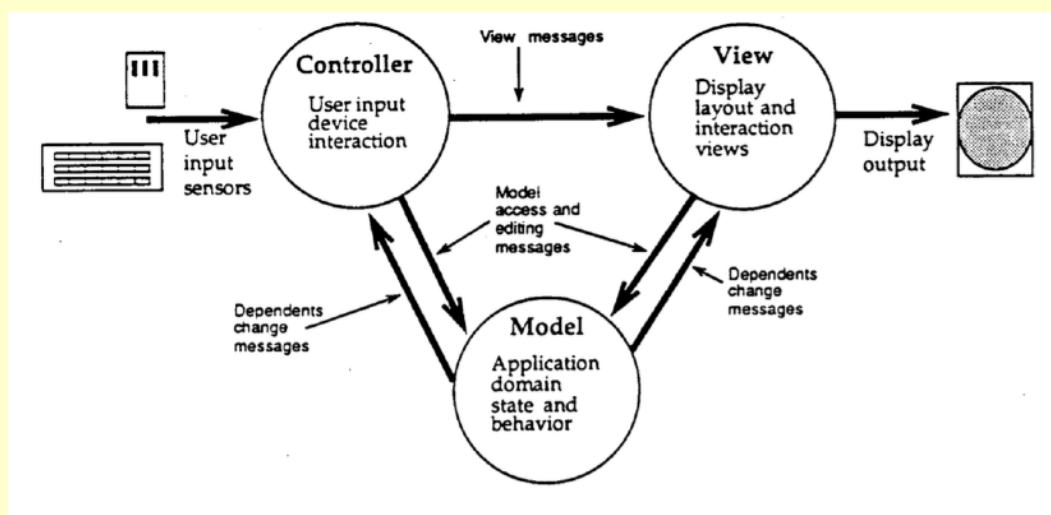 View messages
Controller
User input
device
interaction
View
Display
layout and
interaction
views
User
input
sensors
Display
output
Model
access and
editing
messages
Dependents
change
messages
Dependents
change
messages
Model
Application
domain
state and
behavior